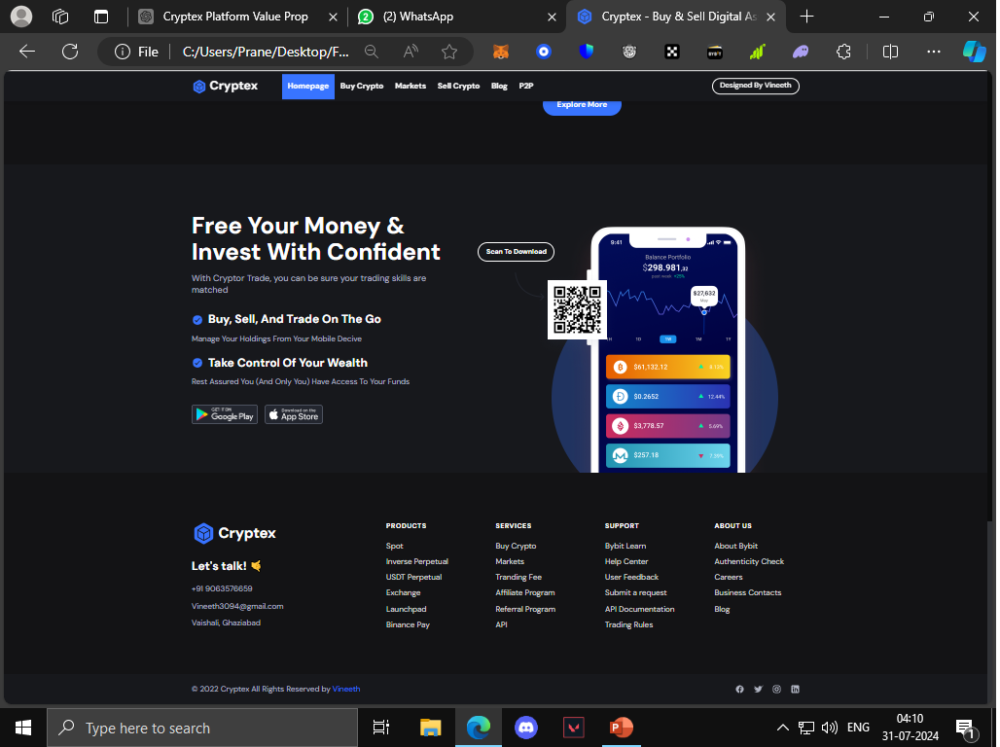 Cryptex Platform Value Prop
2
(2) WhatsApp
Cryptex - Buy & Sell Digital As
File
C:/Users/Prane/Desktop/F...
Cryptex
Homepage
Buy Crypto
Markets
Sell Crypto
Blog
P2P
Designed By Vineeth
Explore More
Free Your Money &
Invest With Confident
With Cryptor Trade, you can be sure your trading skills are
matched
Buy, Sell, And Trade On The Go
Manage Your Holdings From Your Mobile Decive
Take Control Of Your Wealth
Rest Assured You (And Only You) Have Access To Your Funds
GET IT ON
Google Play
Download on the
App Store
Scan To Download
9:41
Balance Portfolio
$298.981,32
past week +25%
$27,632
May
1D
1W
1M
1Y
$61,132.12
$0.2652
12.44%
$3,778.57
5.69%
$257.18
Cryptex
Let's talk! 🤙
+91 9063576659
Vineeth3094@gmail.com
Vaishali, Ghaziabad
PRODUCTS
Spot
Inverse Perpetual
USDT Perpetual
Exchange
Launchpad
Binance Pay
SERVICES
Buy Crypto
Markets
Tranding Fee
Affiliate Program
Referral Program
API
SUPPORT
Bybit Learn
Help Center
User Feedback
Submit a request
API Documentation
Trading Rules
ABOUT US
About Bybit
Authenticity Check
Careers
Business Contacts
Blog
© 2022 Cryptex All Rights Reserved by Vineeth
Type here to search
ENG
04:10
31-07-2024
1